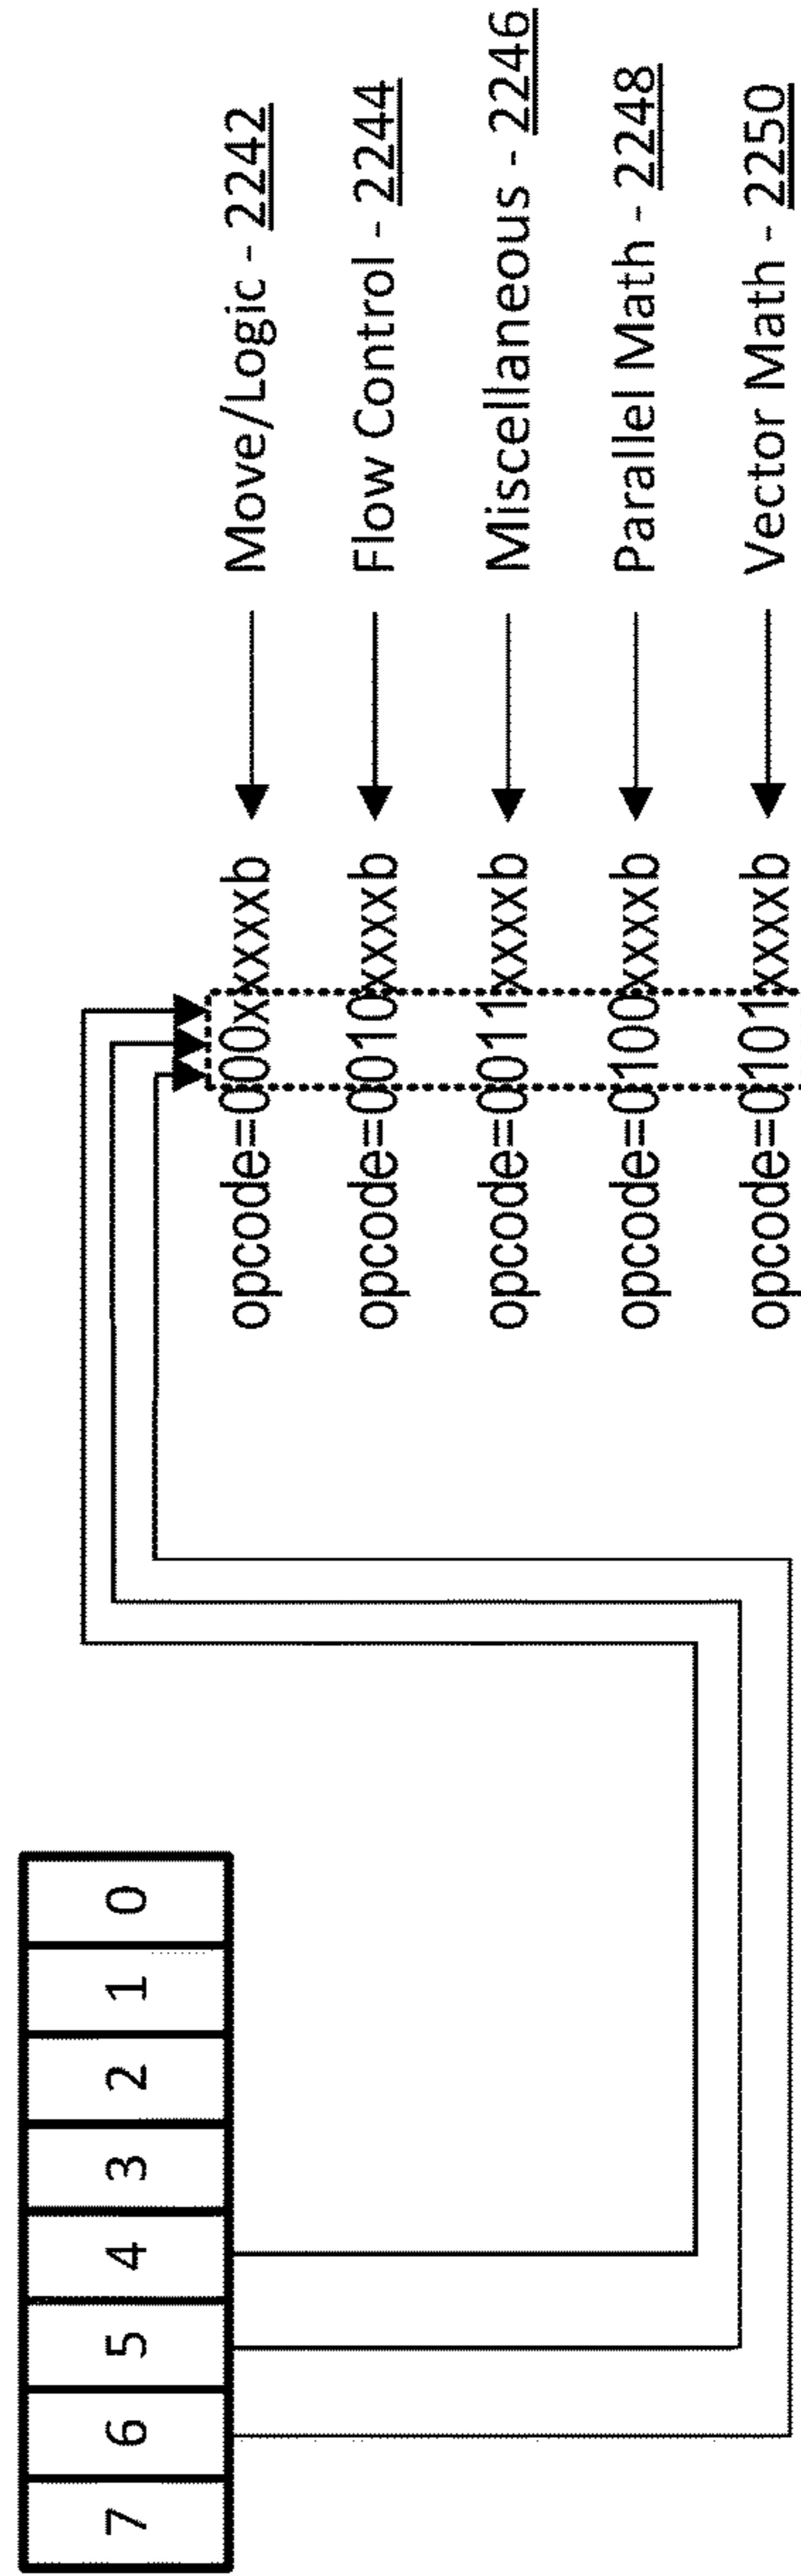 7 6 5 4 3 2 1 0
opcode=000xxxxxb Move/Logic - 2242
opcode=0010xxxxb Flow Control - 2244
opcode=0011xxxxb Miscellaneous - 2246
opcode=0100xxxxb Parallel Math - 2248
opcode=0101xxxxb Vector Math - 2250